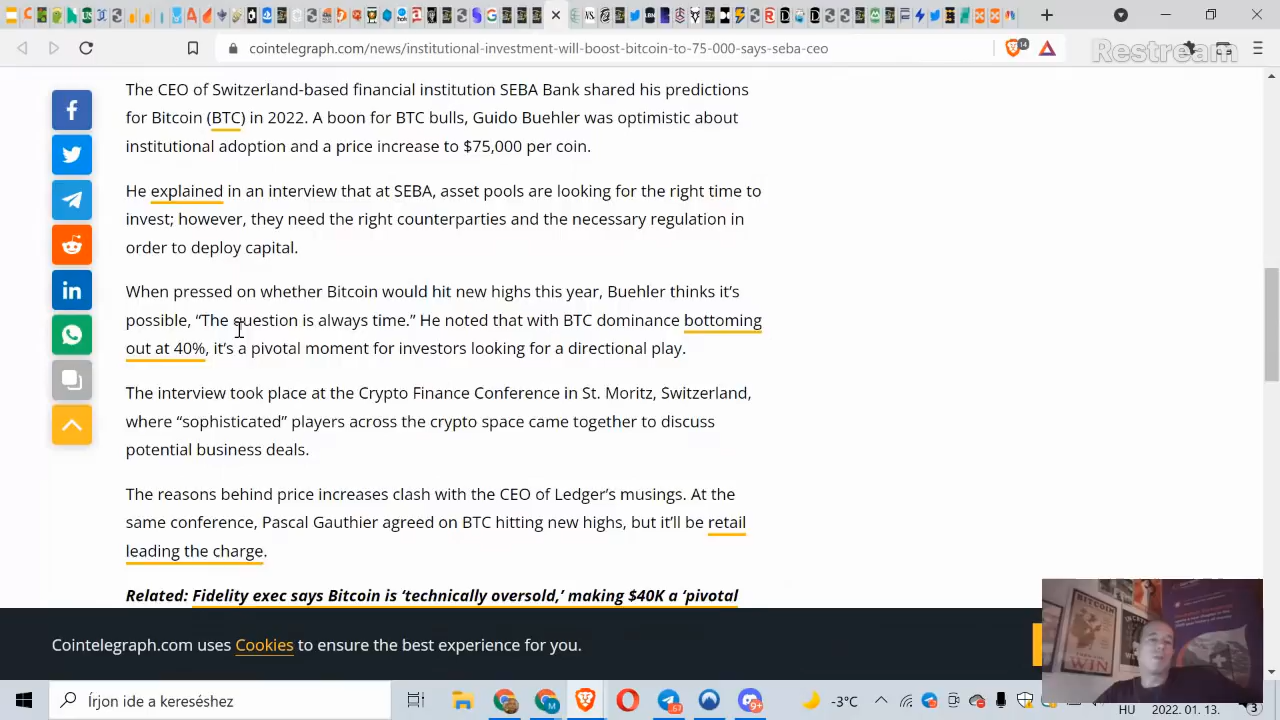 cointelegraph.com/news/institutional-investment-will-boost-bitcoin-to-75-000-says-seba-ceo
14
Restream
The CEO of Switzerland-based financial institution SEBA Bank shared his predictions
for Bitcoin (BTC) in 2022. A boon for BTC bulls, Guido Buehler was optimistic about
institutional adoption and a price increase to $75,000 per coin.
He explained in an interview that at SEBA, asset pools are looking for the right time to
invest; however, they need the right counterparties and the necessary regulation in
order to deploy capital.
When pressed on whether Bitcoin would hit new highs this year, Buehler thinks it's
possible, “The question is always time.” He noted that with BTC dominance bottoming
out at 40%, it's a pivotal moment for investors looking for a directional play.
The interview took place at the Crypto Finance Conference in St. Moritz, Switzerland,
where “sophisticated” players across the crypto space came together to discuss
potential business deals.
The reasons behind price increases clash with the CEO of Ledger's musings. At the
same conference, Pascal Gauthier agreed on BTC hitting new highs, but it'll be retail
leading the charge.
Related: Fidelity exec says Bitcoin is ‘technically oversold,’ making $40K a ‘pivotal
Cointelegraph.com uses Cookies to ensure the best experience for you.
BITCOIN
WIN
Írjon ide a kereséshez
57
9+
-3°C
HU
2022. 01. 13.
3